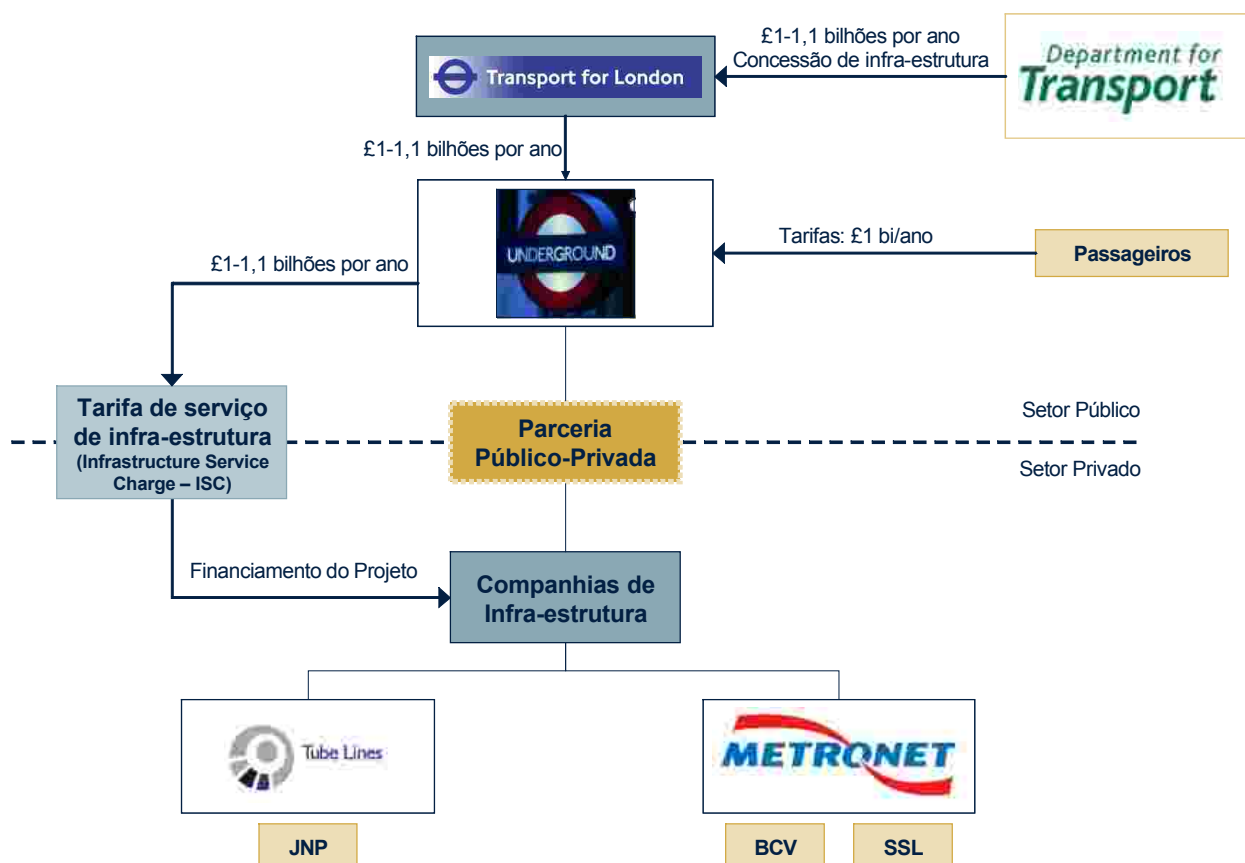 £1-1,1 bilhões por ano
Concessão de infra-estrutura
Transport for London
Department for
Transport
£1-1,1 bilhões por ano
UNDERGROUND
Tarifas: £1 bi/ano
Passageiros
£1-1,1 bilhões por ano
Tarifa de serviço
de infra-estrutura
(Infrastructure Service
Charge – ISC)
Parceria
Público-Privada
Setor Público
Setor Privado
Financiamento do Projeto
Companhias de
Infra-estrutura
Tube Lines
METRONET
JNP
BCV
SSL